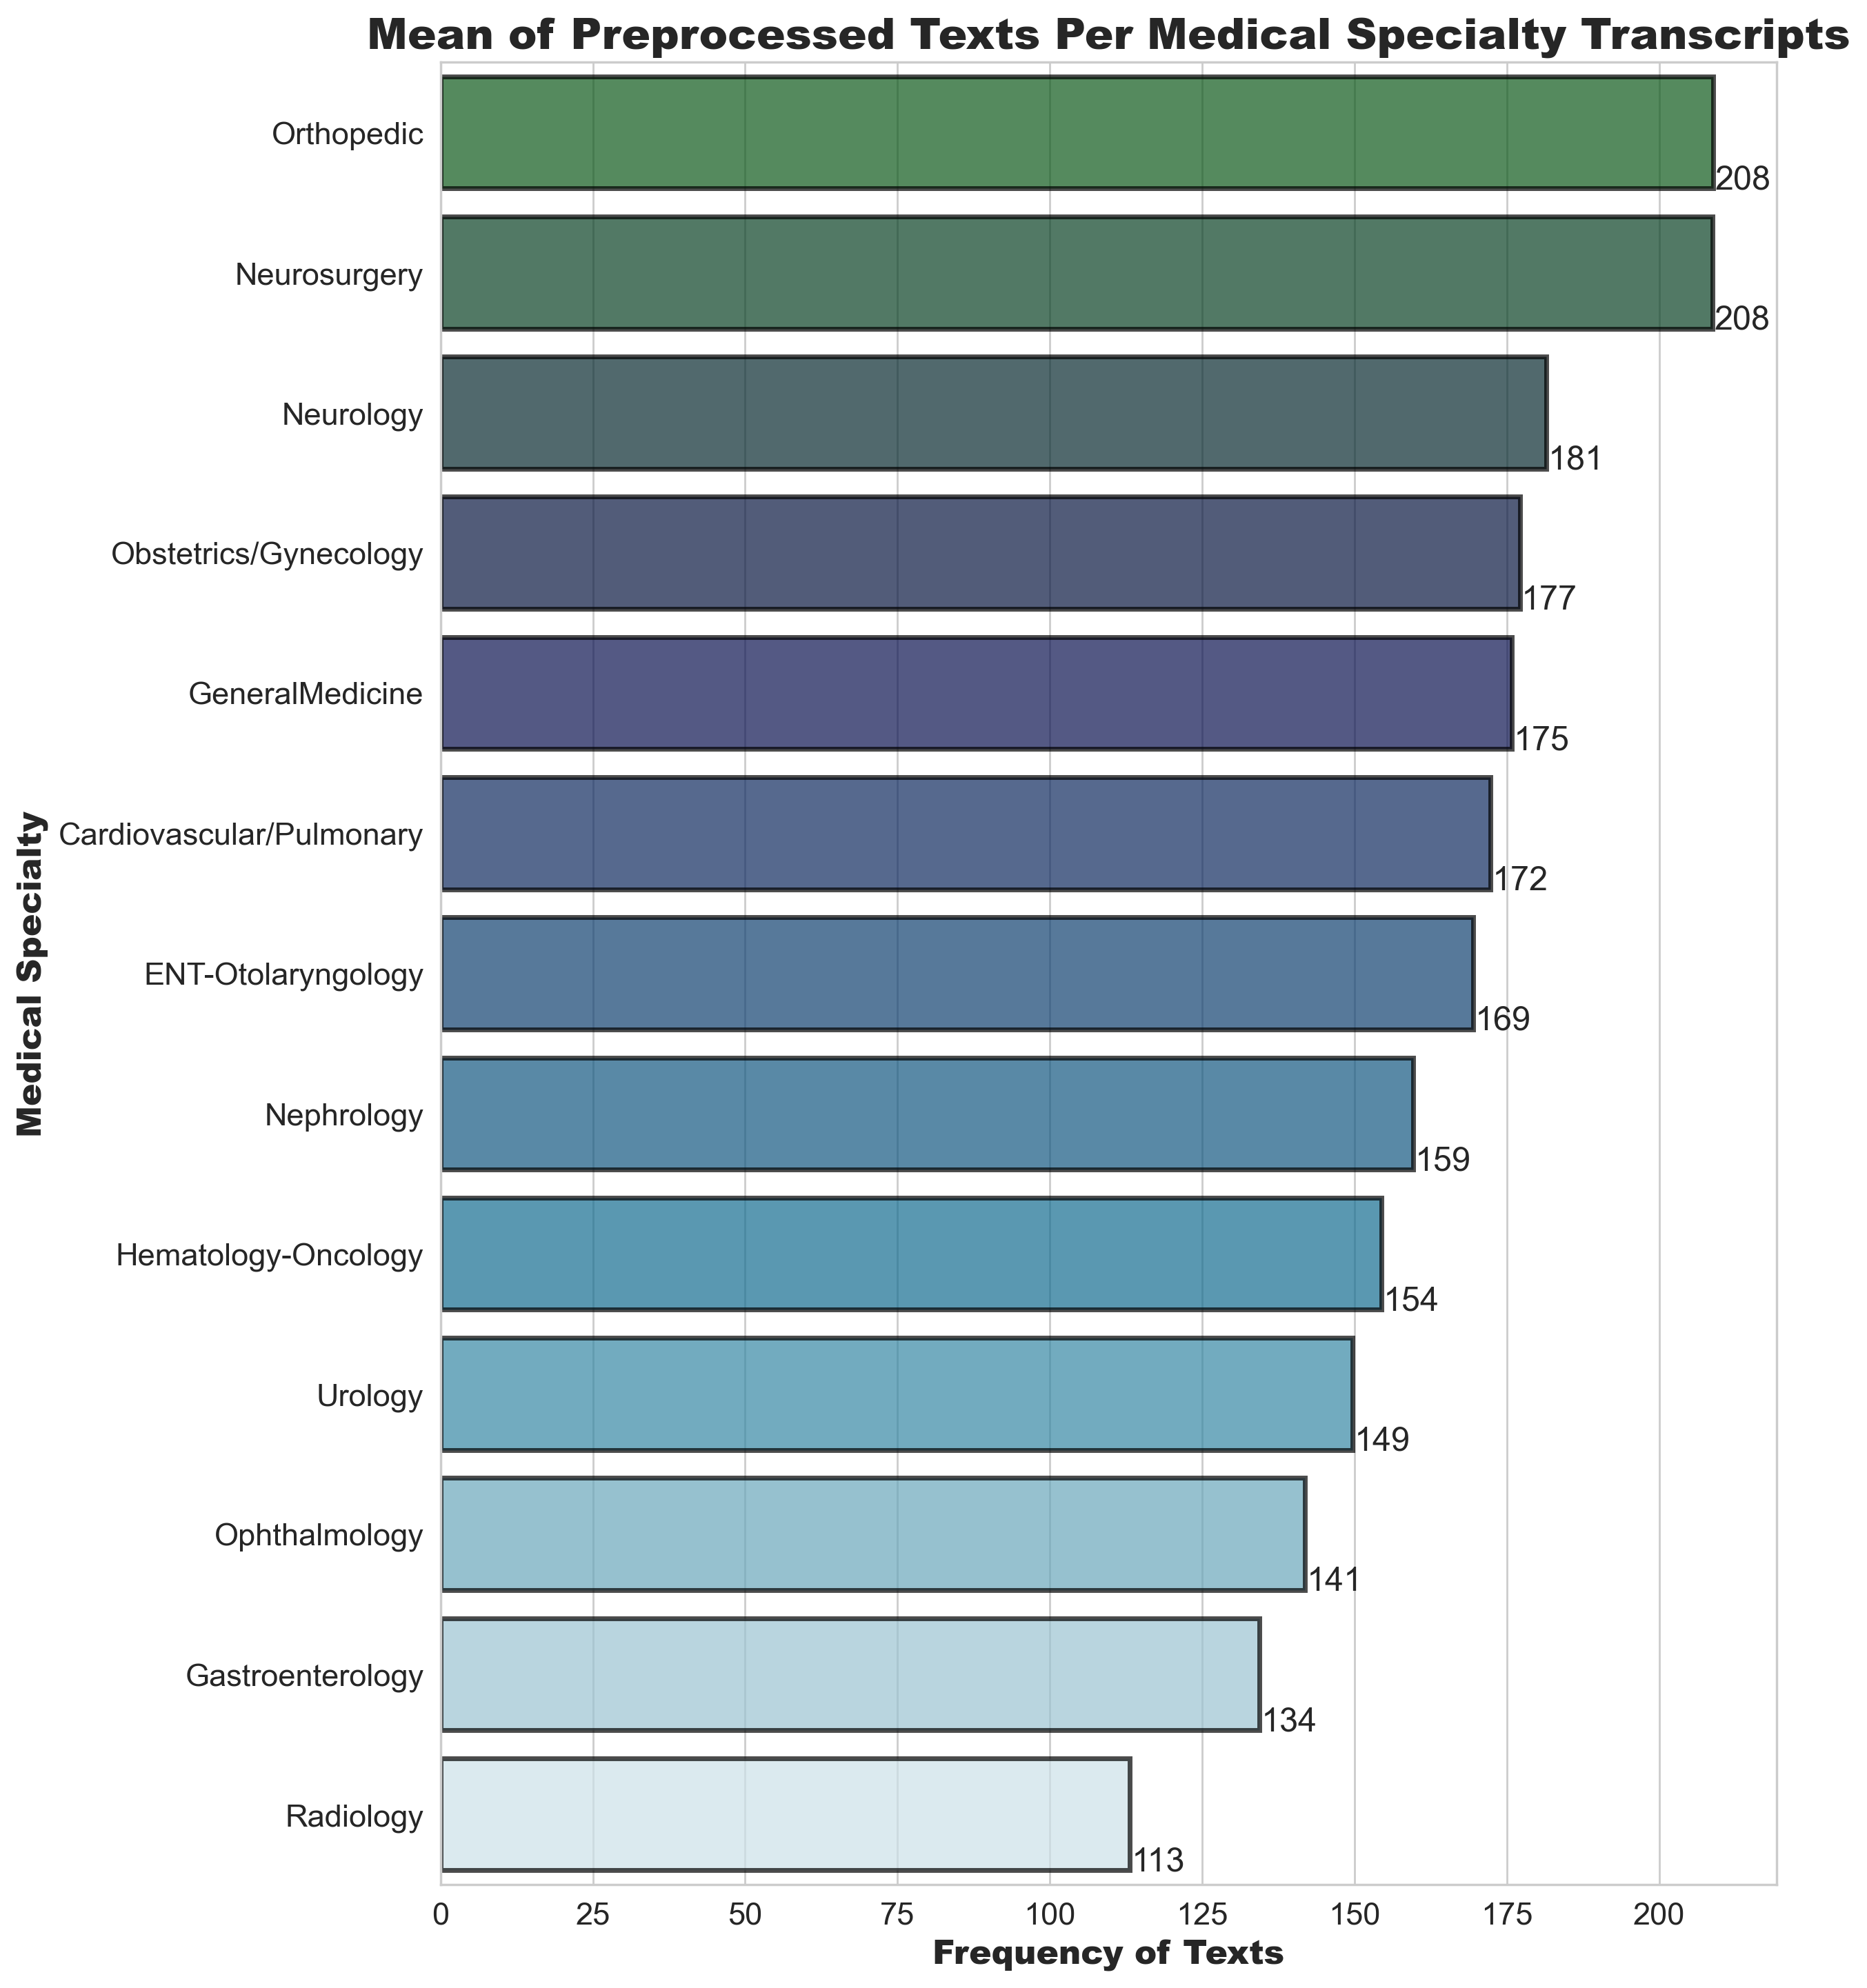 Mean of Preprocessed Texts Per Medical Specialty Transcripts
Medical Specialty
Orthopedic 208
Neurosurgery 208
Neurology 181
Obstetrics/Gynecology 177
GeneralMedicine 175
Cardiovascular/Pulmonary 172
ENT-Otolaryngology 169
Nephrology 159
Hematology-Oncology 154
Urology 149
Ophthalmology 141
Gastroenterology 134
Radiology 113
0 25 50 75 100 125 150 175 200
Frequency of Texts